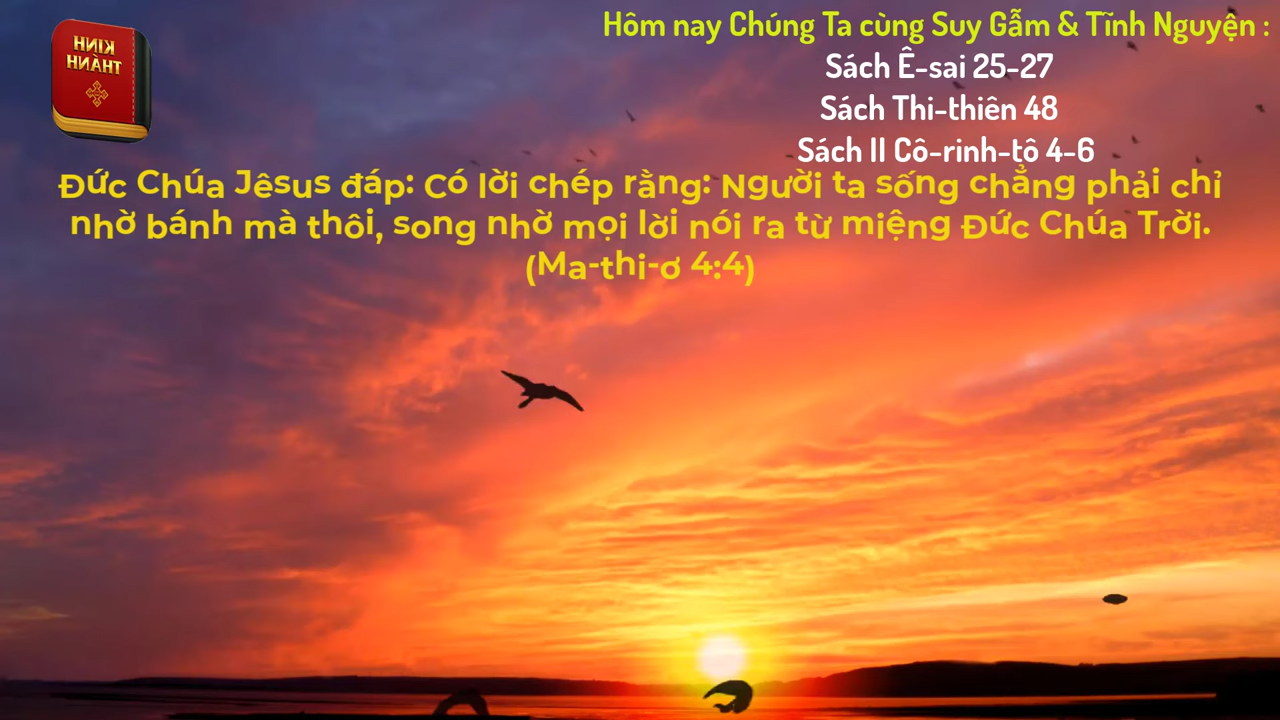 KINH
THÁNH
Hôm nay Chúng Ta cùng Suy Gẫm & Tĩnh Nguyện :
Sách Ê-sai 25-27
Sách Thi-thiên 48
Sách II Cô-rinh-tô 4-6
Đức Chúa Jêsus đáp: Có lời chép rằng: Người ta sống chẳng phải chỉ
nhờ bánh mà thôi, song nhờ mọi lời nói ra từ miệng Đức Chúa Trời.
(Ma-thi-ơ 4:4)